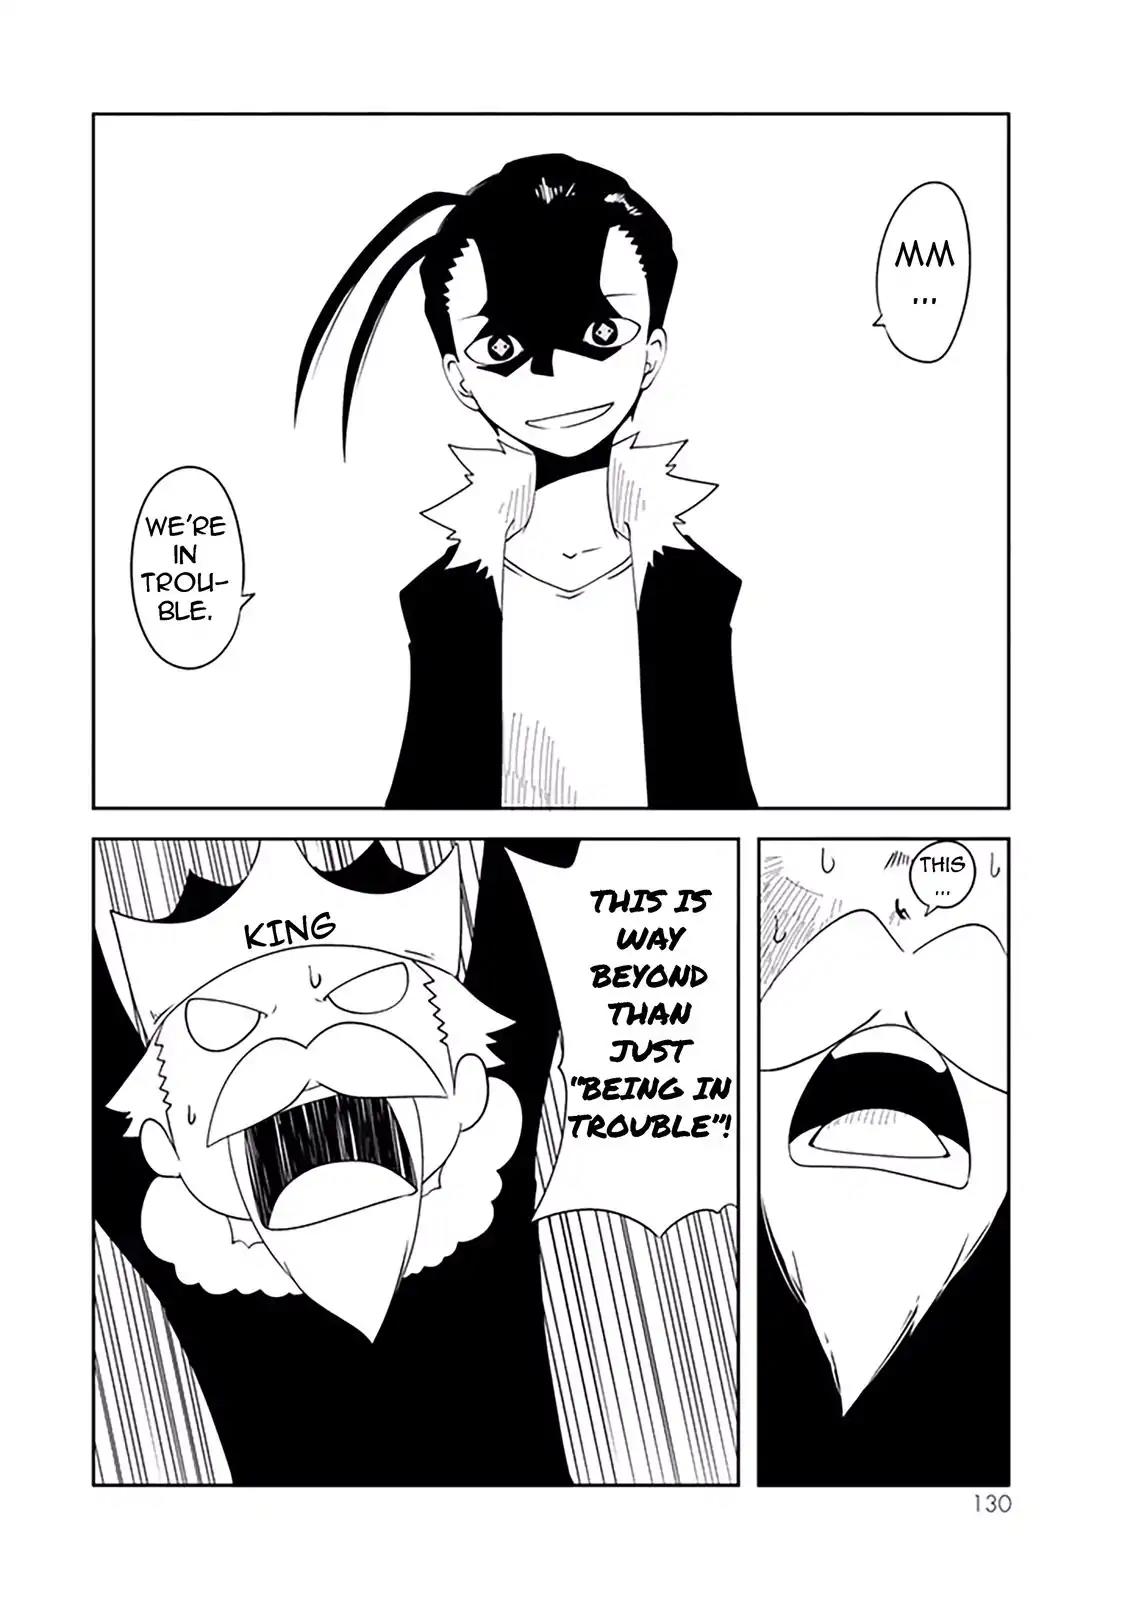 MM
...
WE'RE
IN
TROU-
BLE.
THIS
...
THIS IS
WAY
BEYOND
THAN
JUST
"BEING IN
TROUBLE"!
KING
130